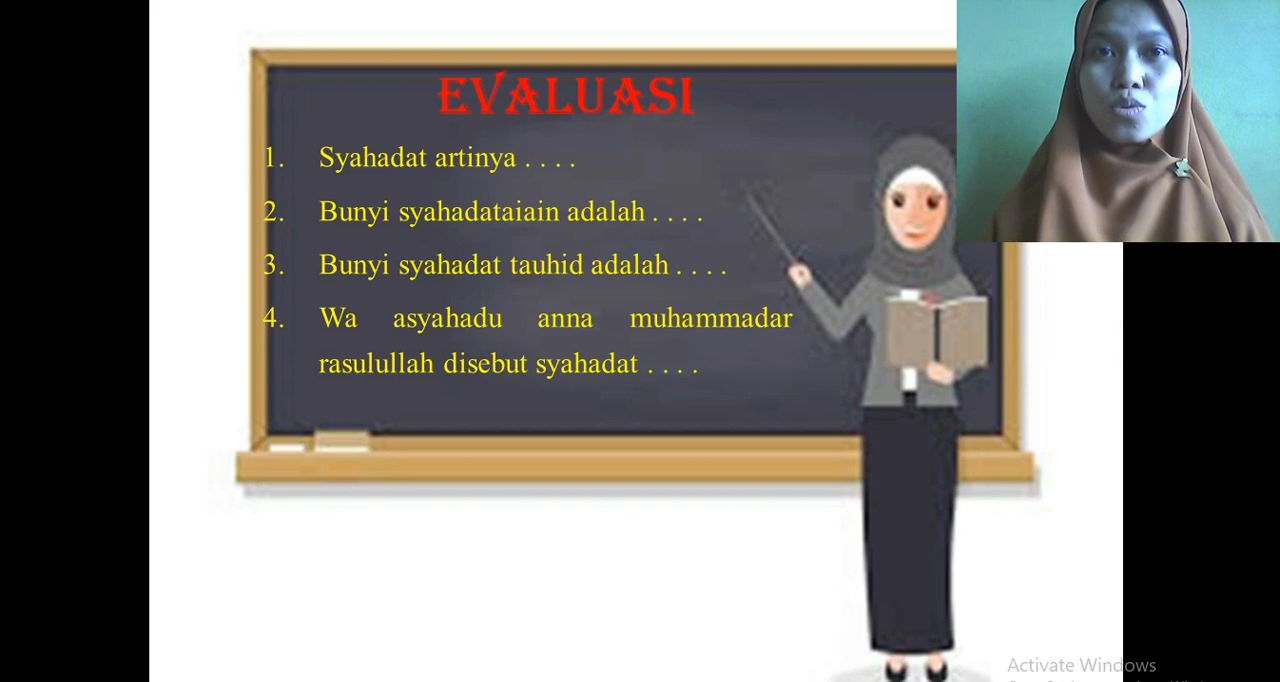 EVALUASI
1. Syahadat artinya . . . .
2. Bunyi syahadataiain adalah . . . .
3. Bunyi syahadat tauhid adalah . . . .
4. Wa asyahadu anna muhammadar
rasulullah disebut syahadat . . . .
Activate Windows